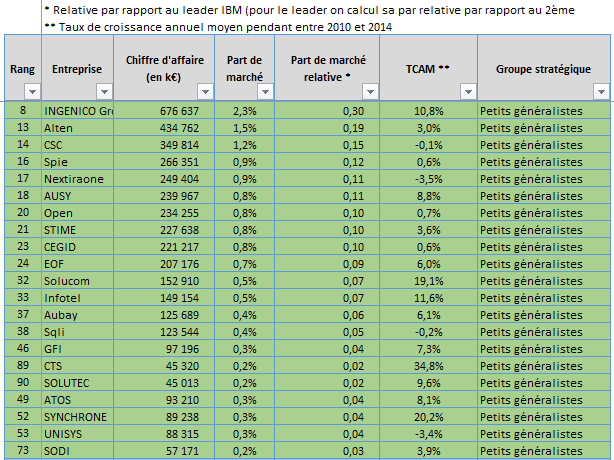 * Relative par rapport au leader IBM (pour le leader on calcul sa par relative par rapport au 2ème
** Taux de croissance annuel moyen pendant entre 2010 et 2014
Rang Entreprise Chiffre d'affaire (en k€) Part de marché Part de marché relative * TCAM ** Groupe stratégique
8 INGENICO Gro 676 637 2,3% 0,30 10,8% Petits généralistes
13 Alten 434 762 1,5% 0,19 3,0% Petits généralistes
14 CSC 349 814 1,2% 0,15 -0,1% Petits généralistes
16 Spie 266 351 0,9% 0,12 0,6% Petits généralistes
17 Nextiraone 249 404 0,9% 0,11 -3,5% Petits généralistes
18 AUSY 239 967 0,8% 0,11 8,8% Petits généralistes
20 Open 234 255 0,8% 0,10 0,7% Petits généralistes
21 STIME 227 638 0,8% 0,10 3,6% Petits généralistes
23 CEGID 221 217 0,8% 0,10 0,6% Petits généralistes
24 EOF 207 176 0,7% 0,09 6,0% Petits généralistes
32 Solucom 152 910 0,5% 0,07 19,1% Petits généralistes
33 Infotel 149 154 0,5% 0,07 11,6% Petits généralistes
37 Aubay 125 689 0,4% 0,06 6,1% Petits généralistes
38 Sqli 123 544 0,4% 0,05 -0,2% Petits généralistes
46 GFI 97 196 0,3% 0,04 7,3% Petits généralistes
89 CTS 45 320 0,2% 0,02 34,8% Petits généralistes
90 SOLUTEC 45 013 0,2% 0,02 9,6% Petits généralistes
49 ATOS 93 210 0,3% 0,04 8,1% Petits généralistes
52 SYNCHRONE 89 238 0,3% 0,04 20,2% Petits généralistes
53 UNISYS 88 315 0,3% 0,04 -3,4% Petits généralistes
73 SODI 57 171 0,2% 0,03 3,9% Petits généralistes